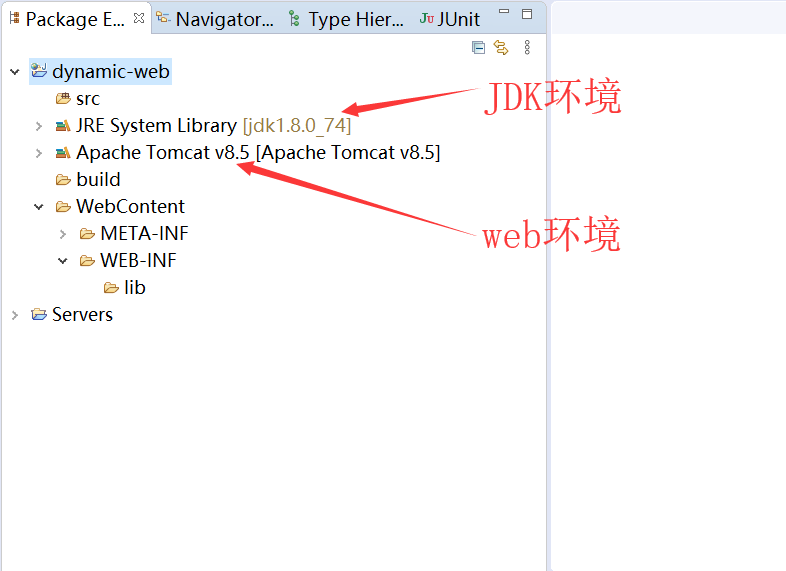 Package E... Navigator... Type Hier... JUnit
dynamic-web
src
JDK环境
JRE System Library [jdk1.8.0_74]
Apache Tomcat v8.5 [Apache Tomcat v8.5]
build
WebContent
web环境
META-INF
WEB-INF
lib
Servers